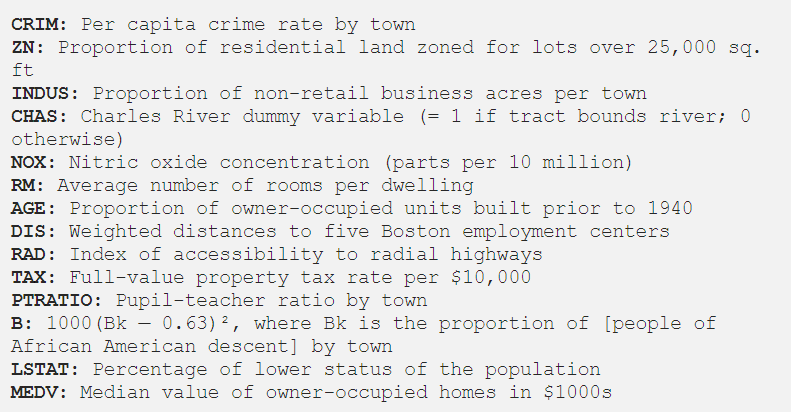 CRIM: Per capita crime rate by town
ZN: Proportion of residential land zoned for lots over 25,000 sq.
ft
INDUS: Proportion of non-retail business acres per town
CHAS: Charles River dummy variable (= 1 if tract bounds river; 0
otherwise)
NOX: Nitric oxide concentration (parts per 10 million)
RM: Average number of rooms per dwelling
AGE: Proportion of owner-occupied units built prior to 1940
DIS: Weighted distances to five Boston employment centers
RAD: Index of accessibility to radial highways
TAX: Full-value property tax rate per $10,000
PTRATIO: Pupil-teacher ratio by town
B: 1000(Bk — 0.63)², where Bk is the proportion of [people of
African American descent] by town
LSTAT: Percentage of lower status of the population
MEDV: Median value of owner-occupied homes in $1000s